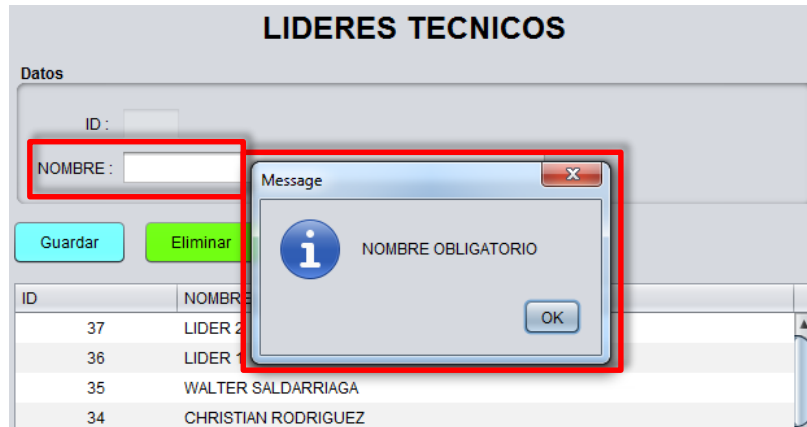 LIDERES TECNICOS
Datos
ID :
NOMBRE :
Message
NOMBRE OBLIGATORIO
OK
Guardar Eliminar
ID NOMBRE
37 LIDER 2
36 LIDER 1
35 WALTER SALDARRIAGA
34 CHRISTIAN RODRIGUEZ